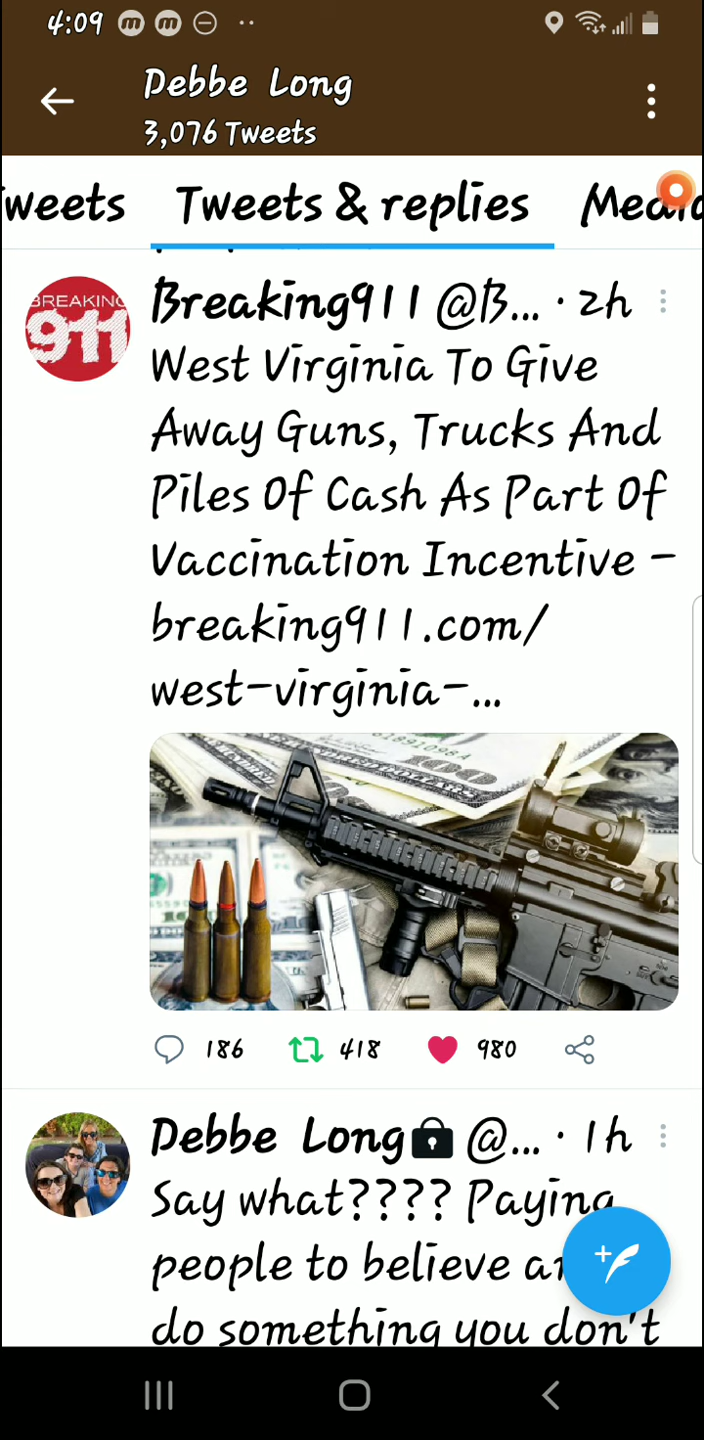 4:09
Debbe Long
3,076 Tweets
weets Tweets & replies Media
BREAKING
911
Breaking911 @B... · 2h
West Virginia To Give
Away Guns, Trucks And
Piles Of Cash As Part Of
Vaccination Incentive –
breaking911.com/
west-virginia-...
100
186 418 980
Debbe Long @... · 1h
Say what???? Paying
people to believe
do something you don't